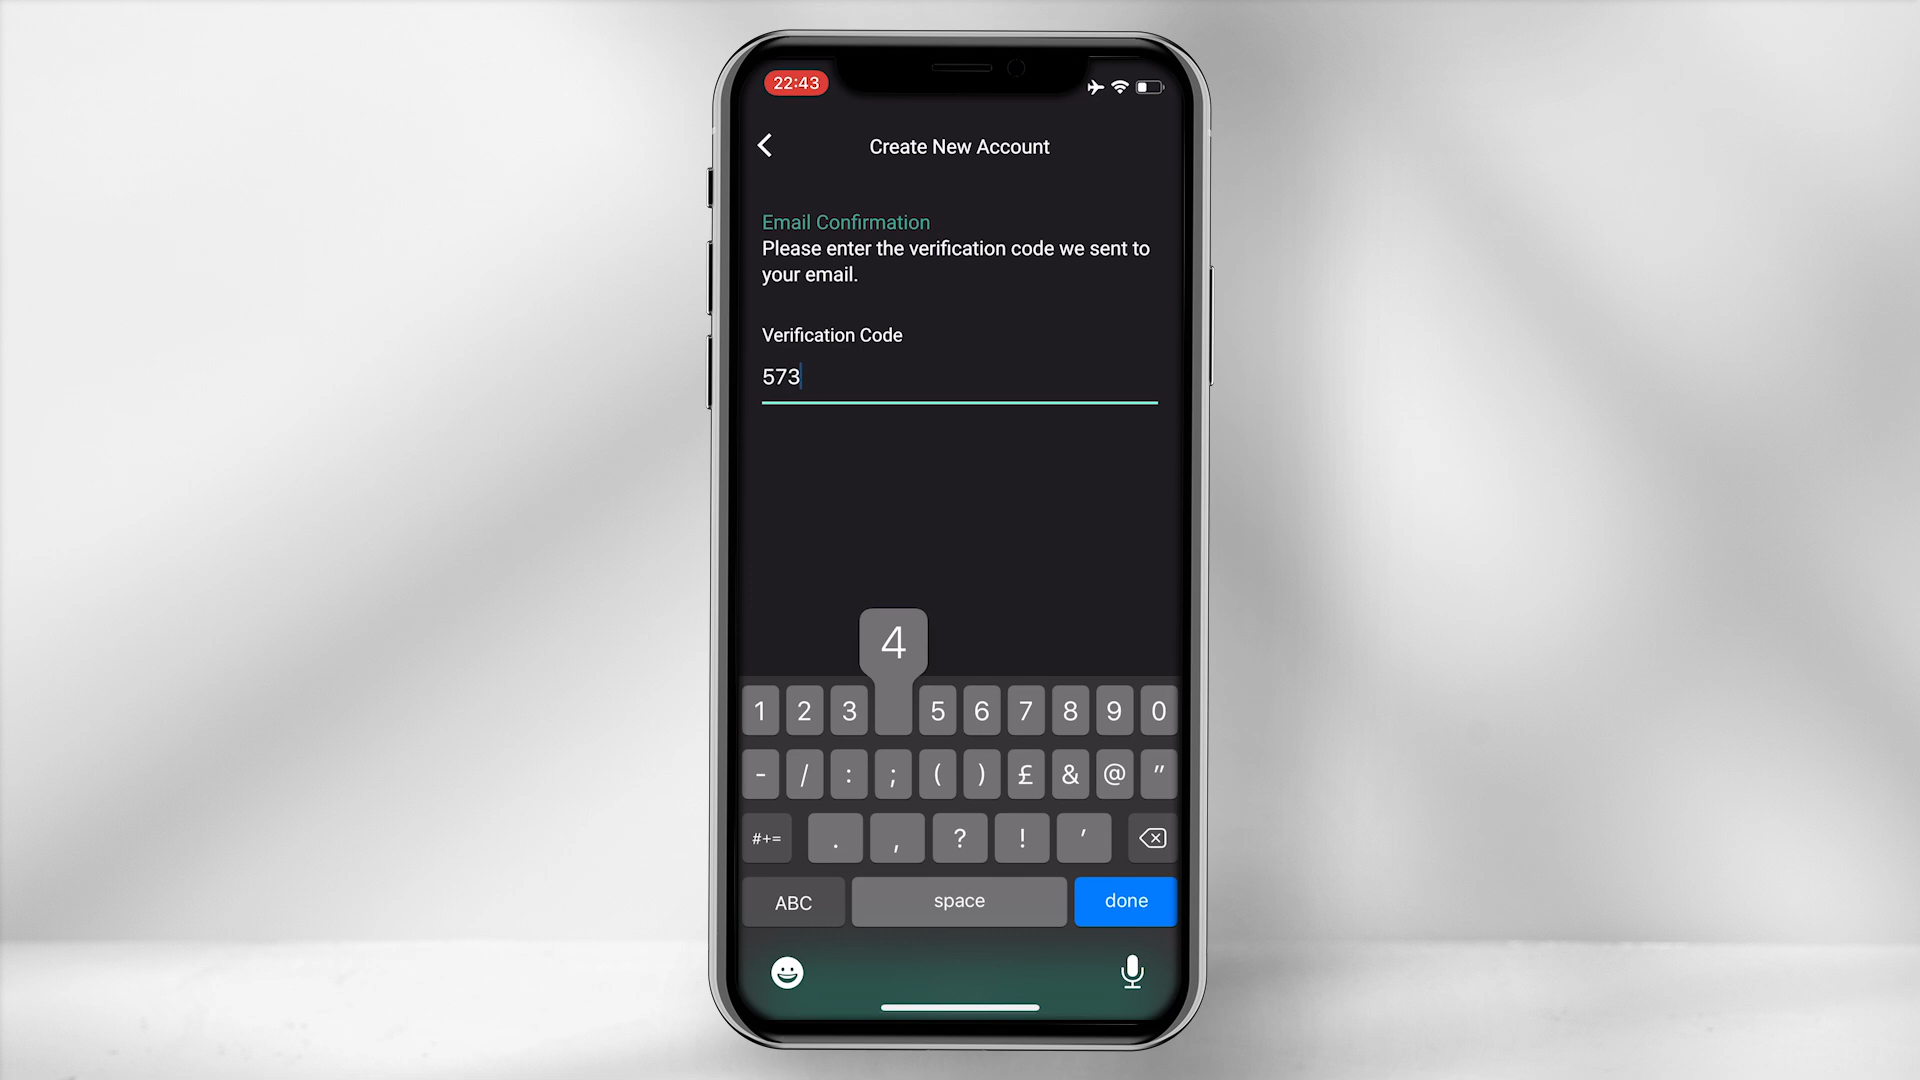 22:43
Create New Account
Email Confirmation
Please enter the verification code we sent to
your email.
Verification Code
573
4
1 2 3 5 6 7 8 9 0
- / : ; ( ) £ & @ "
#+= . , ? ! '
ABC space done